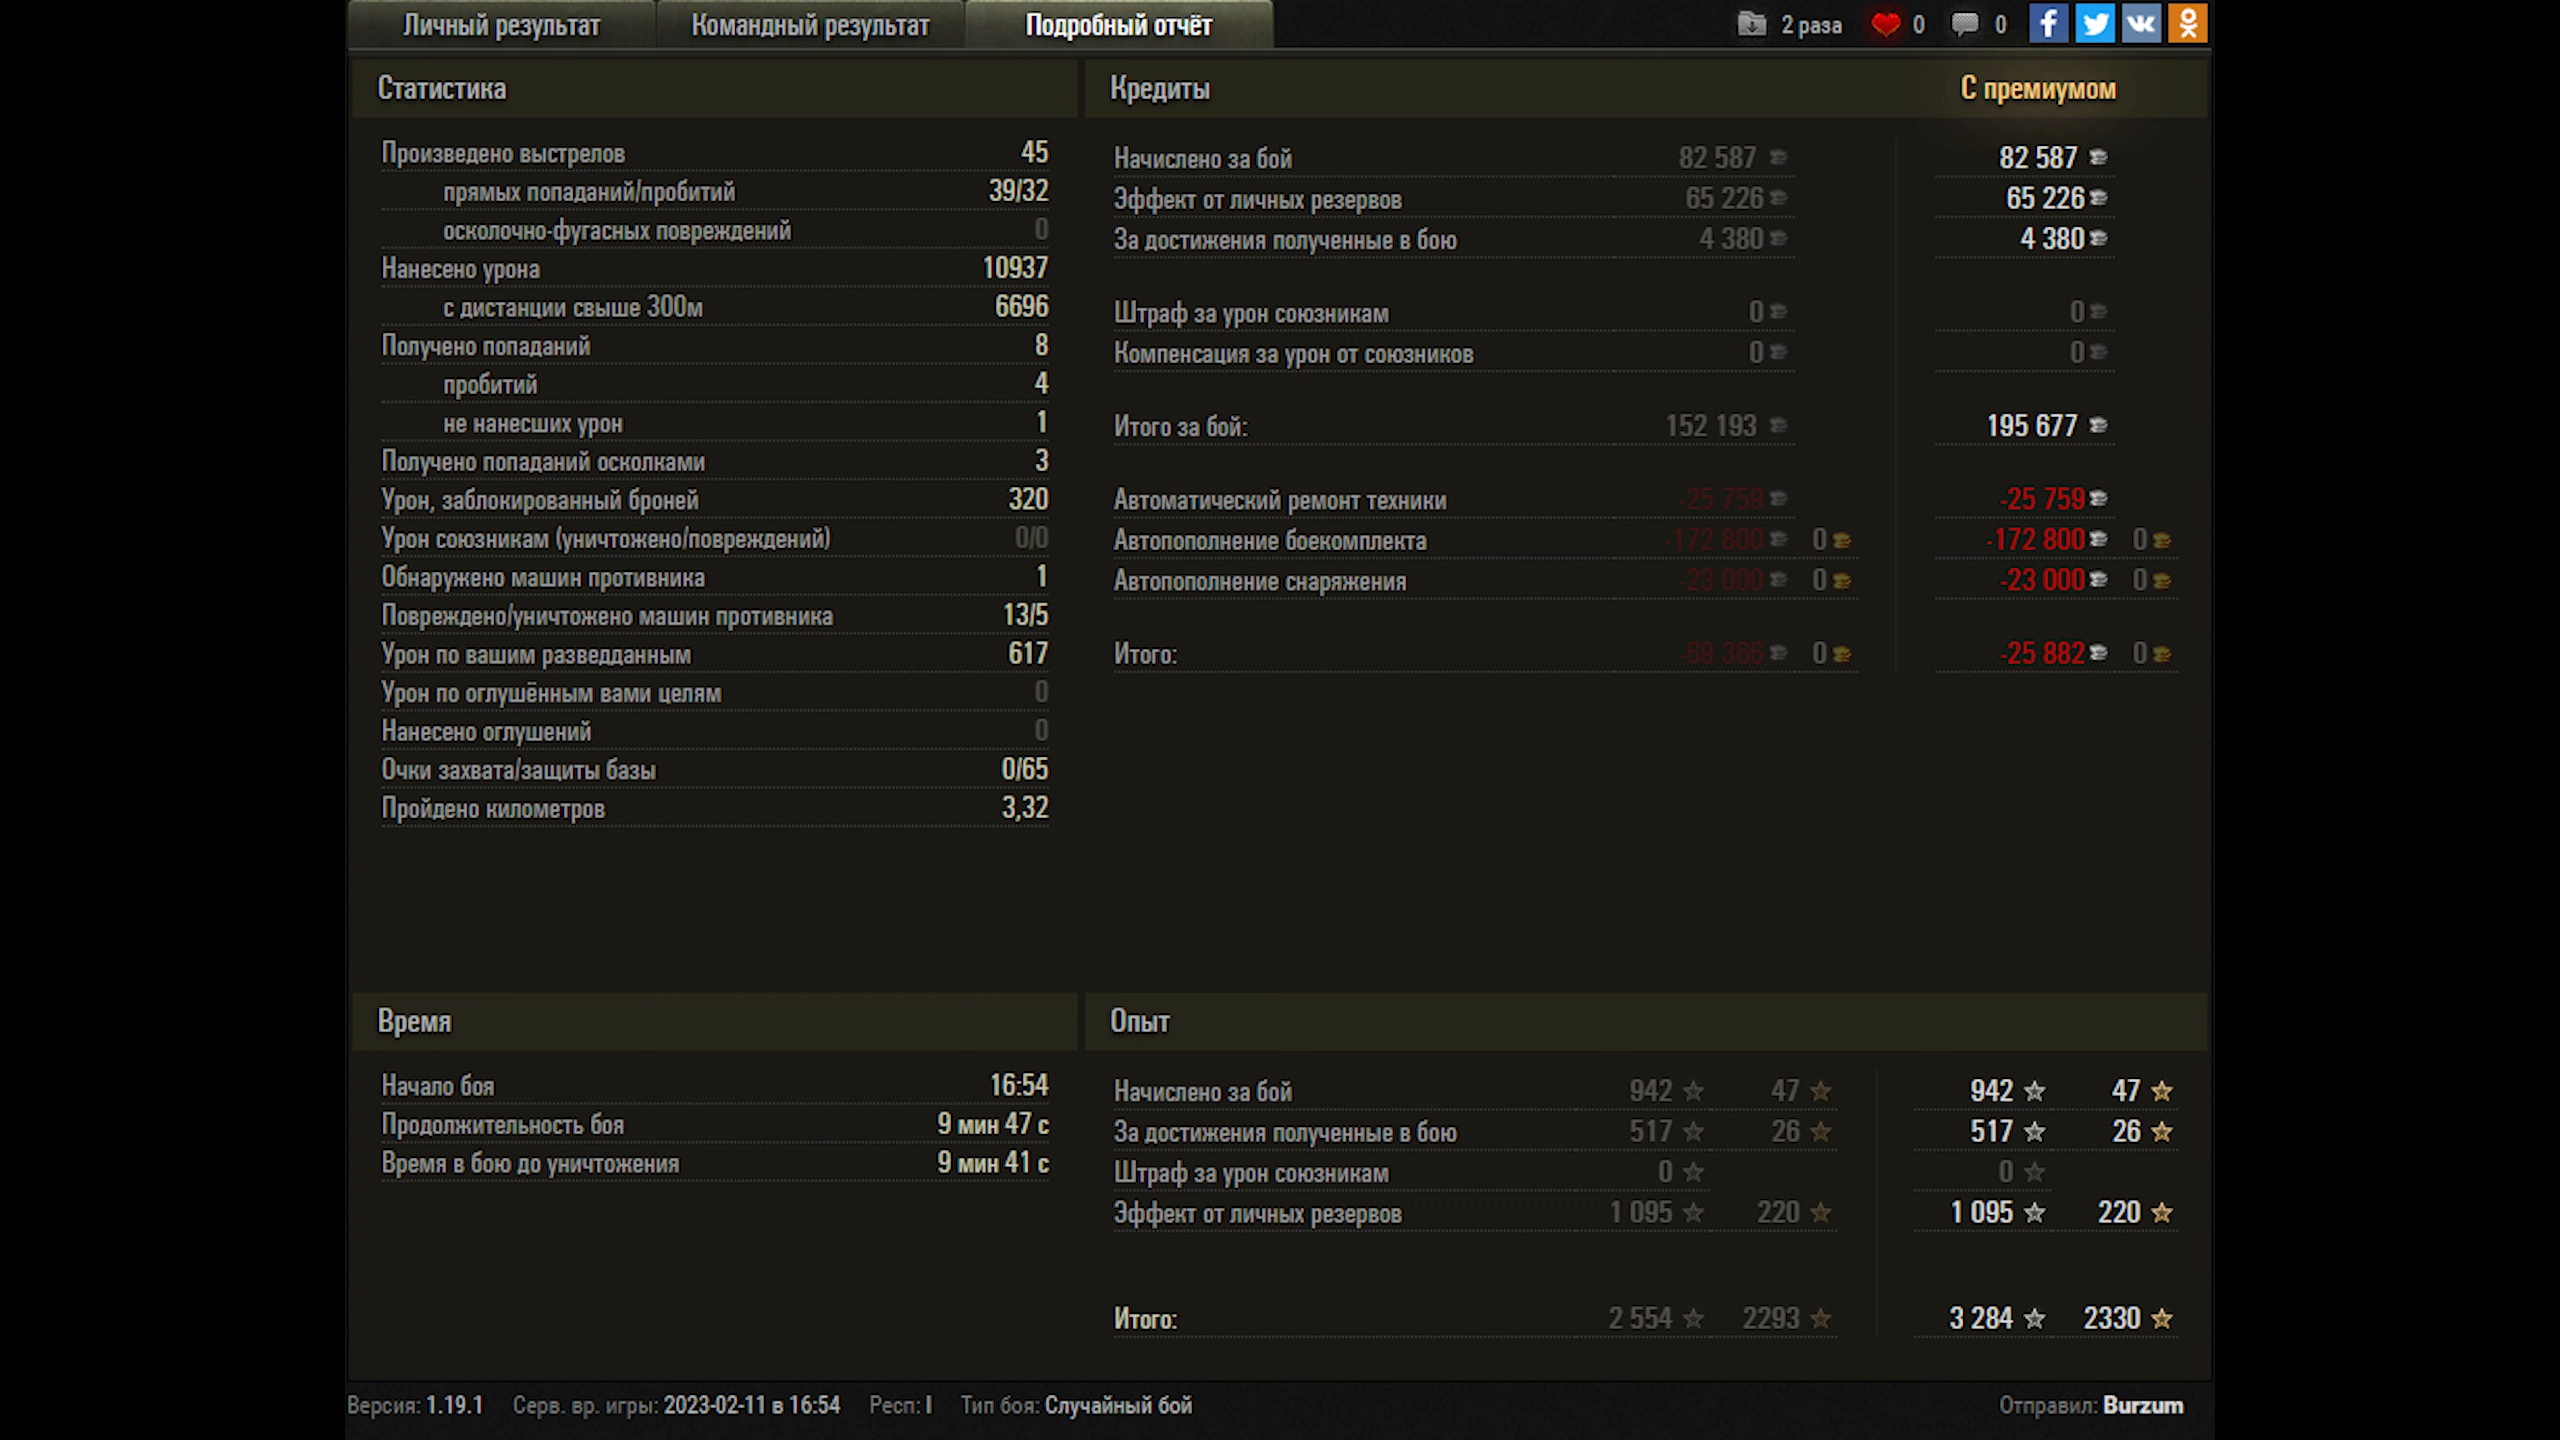 Личный результат Командный результат Подробный отчёт 2 раза 0 0
Статистика
Произведено выстрелов 45
прямых попаданий/пробитий 39/32
осколочно-фугасных повреждений 0
Нанесено урона 10937
с дистанции свыше 300м 6696
Получено попаданий 8
пробитий 4
не нанесших урон 1
Получено попаданий осколками 3
Урон, заблокированный броней 320
Урон союзникам (уничтожено/повреждений) 0/0
Обнаружено машин противника 1
Повреждено/уничтожено машин противника 13/5
Урон по вашим разведданным 617
Урон по оглушённым вами целям 0
Нанесено оглушений 0
Очки захвата/защиты базы 0/65
Пройдено километров 3,32
Кредиты С премиумом
Начислено за бой 82 587 82 587
Эффект от личных резервов 65 226 65 226
За достижения полученные в бою 4 380 4 380
Штраф за урон союзникам 0 0
Компенсация за урон от союзников 0 0
Итого за бой: 152 193 195 677
Автоматический ремонт техники -25 759 -25 759
Автопополнение боекомплекта -172 800 0 -172 800 0
Автопополнение снаряжения -23 000 0 -23 000 0
Итого: -69 366 0 -25 882 0
Время
Начало боя 16:54
Продолжительность боя 9 мин 47 с
Время в бою до уничтожения 9 мин 41 с
Опыт
Начислено за бой 942 47 942 47
За достижения полученные в бою 517 26 517 26
Штраф за урон союзникам 0 0
Эффект от личных резервов 1 095 220 1 095 220
Итого: 2 554 2293 3 284 2330
Версия: 1.19.1 Серв. вр. игры: 2023-02-11 в 16:54 Респ: I Тип боя: Случайный бой Отправил: Burzum